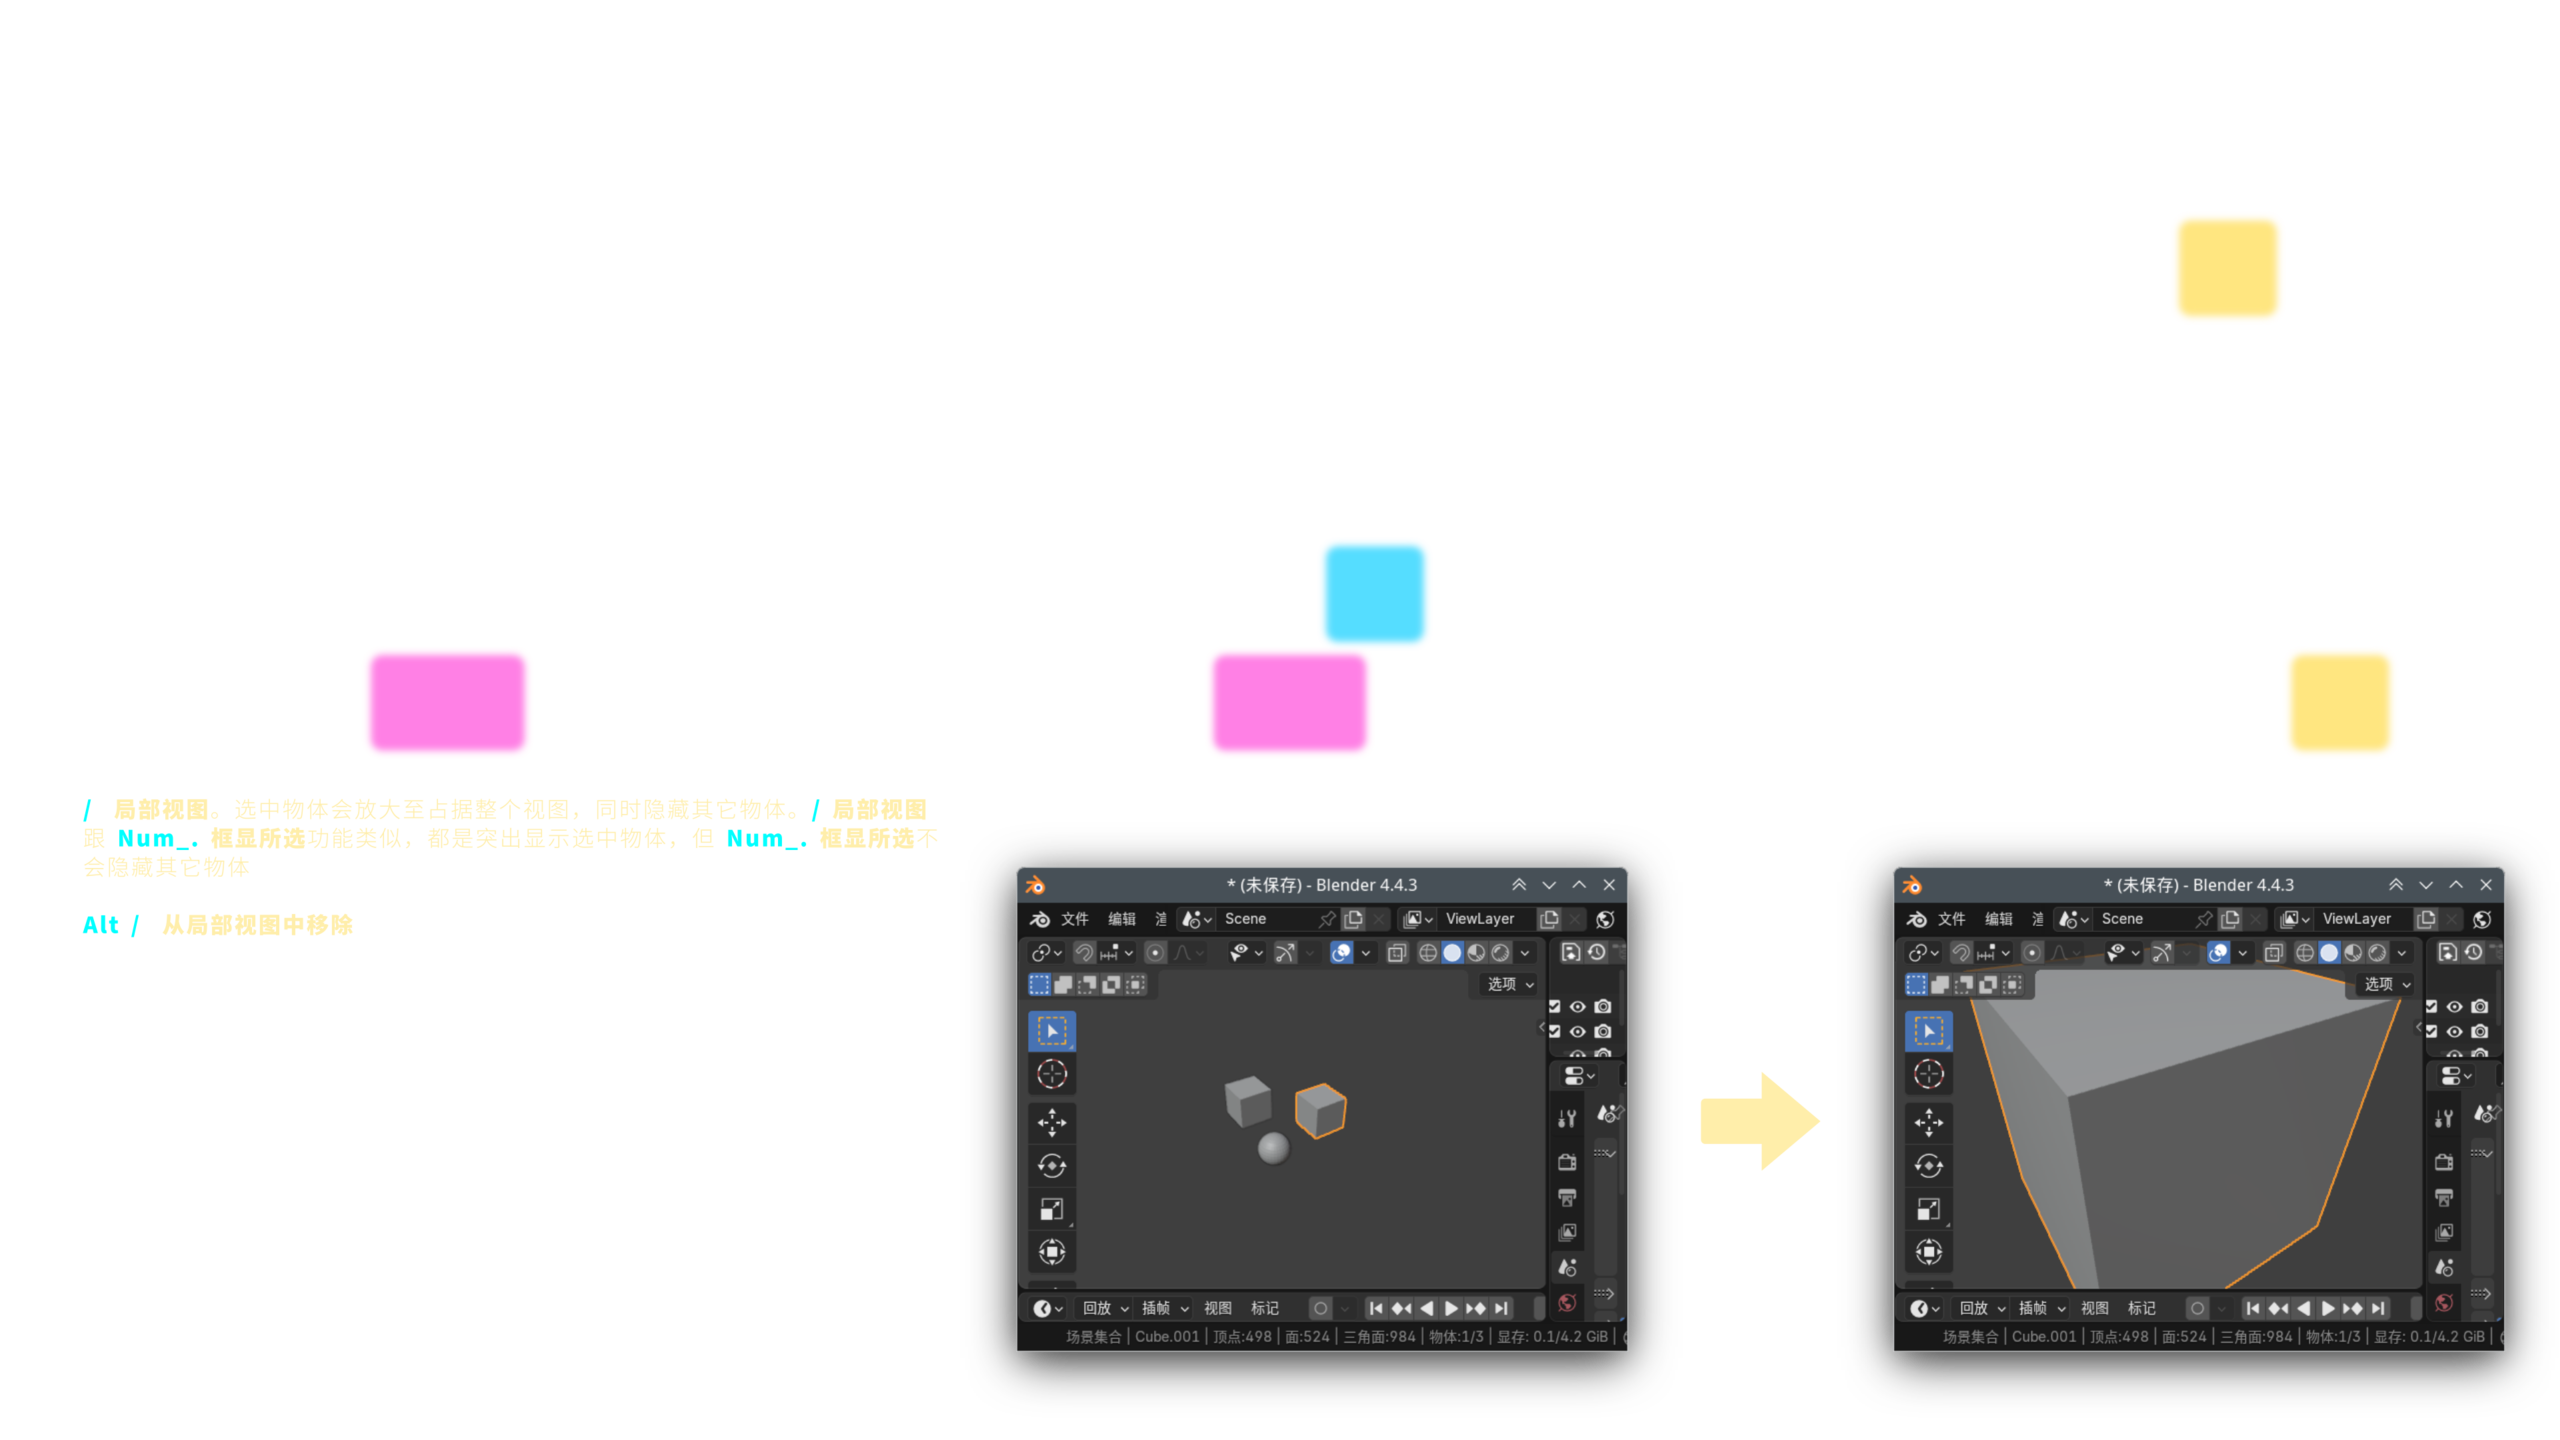 / 局部视图。选中物体会放大至占据整个视图，同时隐藏其它物体。/ 局部视图
跟 Num_. 框显所选功能类似，都是突出显示选中物体，但 Num_. 框显所选不
会隐藏其它物体
Alt / 从局部视图中移除
* (未保存) - Blender 4.4.3
文件 编辑 Scene ViewLayer
选项
回放 插帧 视图 标记
场景集合 | Cube.001 | 顶点:498 | 面:524 | 三角面:984 | 物体:1/3 | 显存: 0.1/4.2 GiB |
* (未保存) - Blender 4.4.3
文件 编辑 Scene ViewLayer
选项
回放 插帧 视图 标记
场景集合 | Cube.001 | 顶点:498 | 面:524 | 三角面:984 | 物体:1/3 | 显存: 0.1/4.2 GiB |